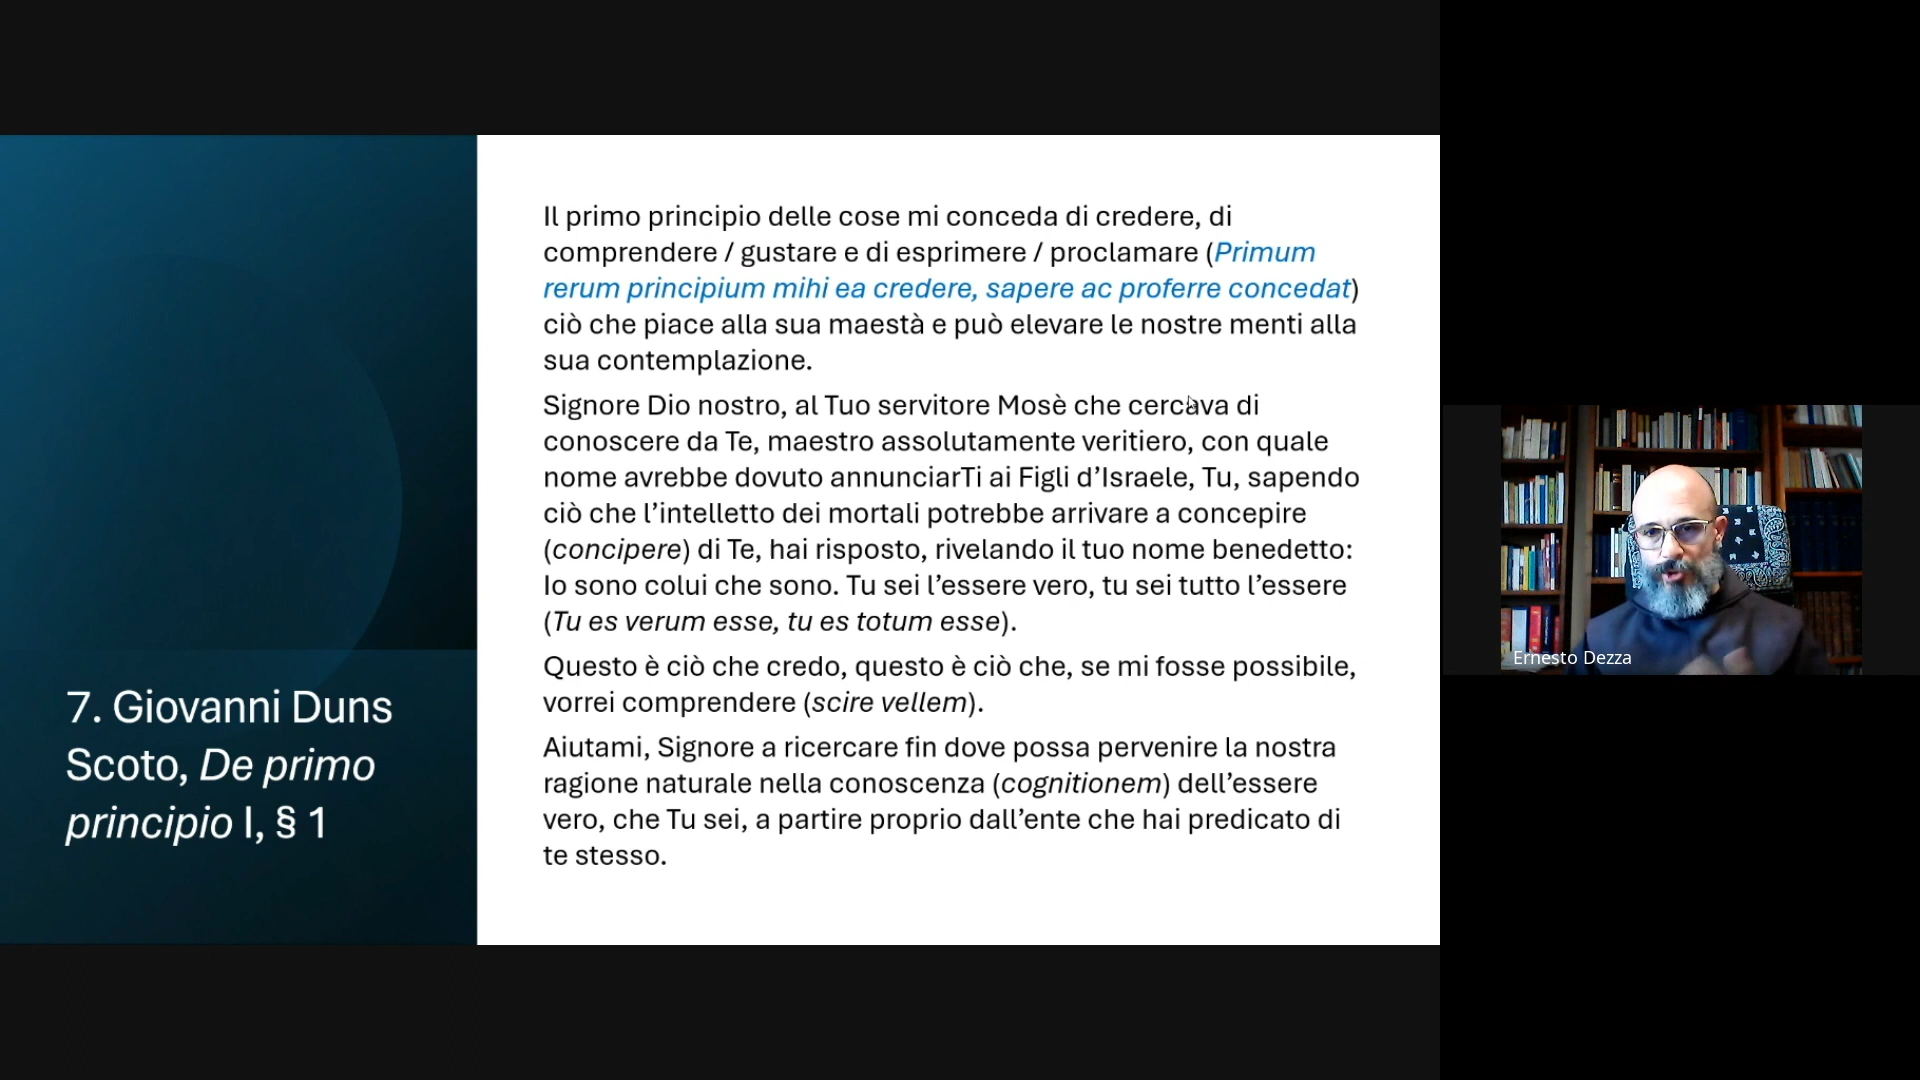 7. Giovanni Duns
Scoto, De primo
principio I, § 1
Il primo principio delle cose mi conceda di credere, di
comprendere / gustare e di esprimere / proclamare (Primum
rerum principium mihi ea credere, sapere ac proferre concedat)
ciò che piace alla sua maestà e può elevare le nostre menti alla
sua contemplazione.
Signore Dio nostro, al Tuo servitore Mosè che cercava di
conoscere da Te, maestro assolutamente veritiero, con quale
nome avrebbe dovuto annunciarTi ai Figli d’Israele, Tu, sapendo
ciò che l’intelletto dei mortali potrebbe arrivare a concepire
(concipere) di Te, hai risposto, rivelando il tuo nome benedetto:
Io sono colui che sono. Tu sei l’essere vero, tu sei tutto l’essere
(Tu es verum esse, tu es totum esse).
Questo è ciò che credo, questo è ciò che, se mi fosse possibile,
vorrei comprendere (scire vellem).
Aiutami, Signore a ricercare fin dove possa pervenire la nostra
ragione naturale nella conoscenza (cognitionem) dell’essere
vero, che Tu sei, a partire proprio dall’ente che hai predicato di
te stesso.
Ernesto Dezza